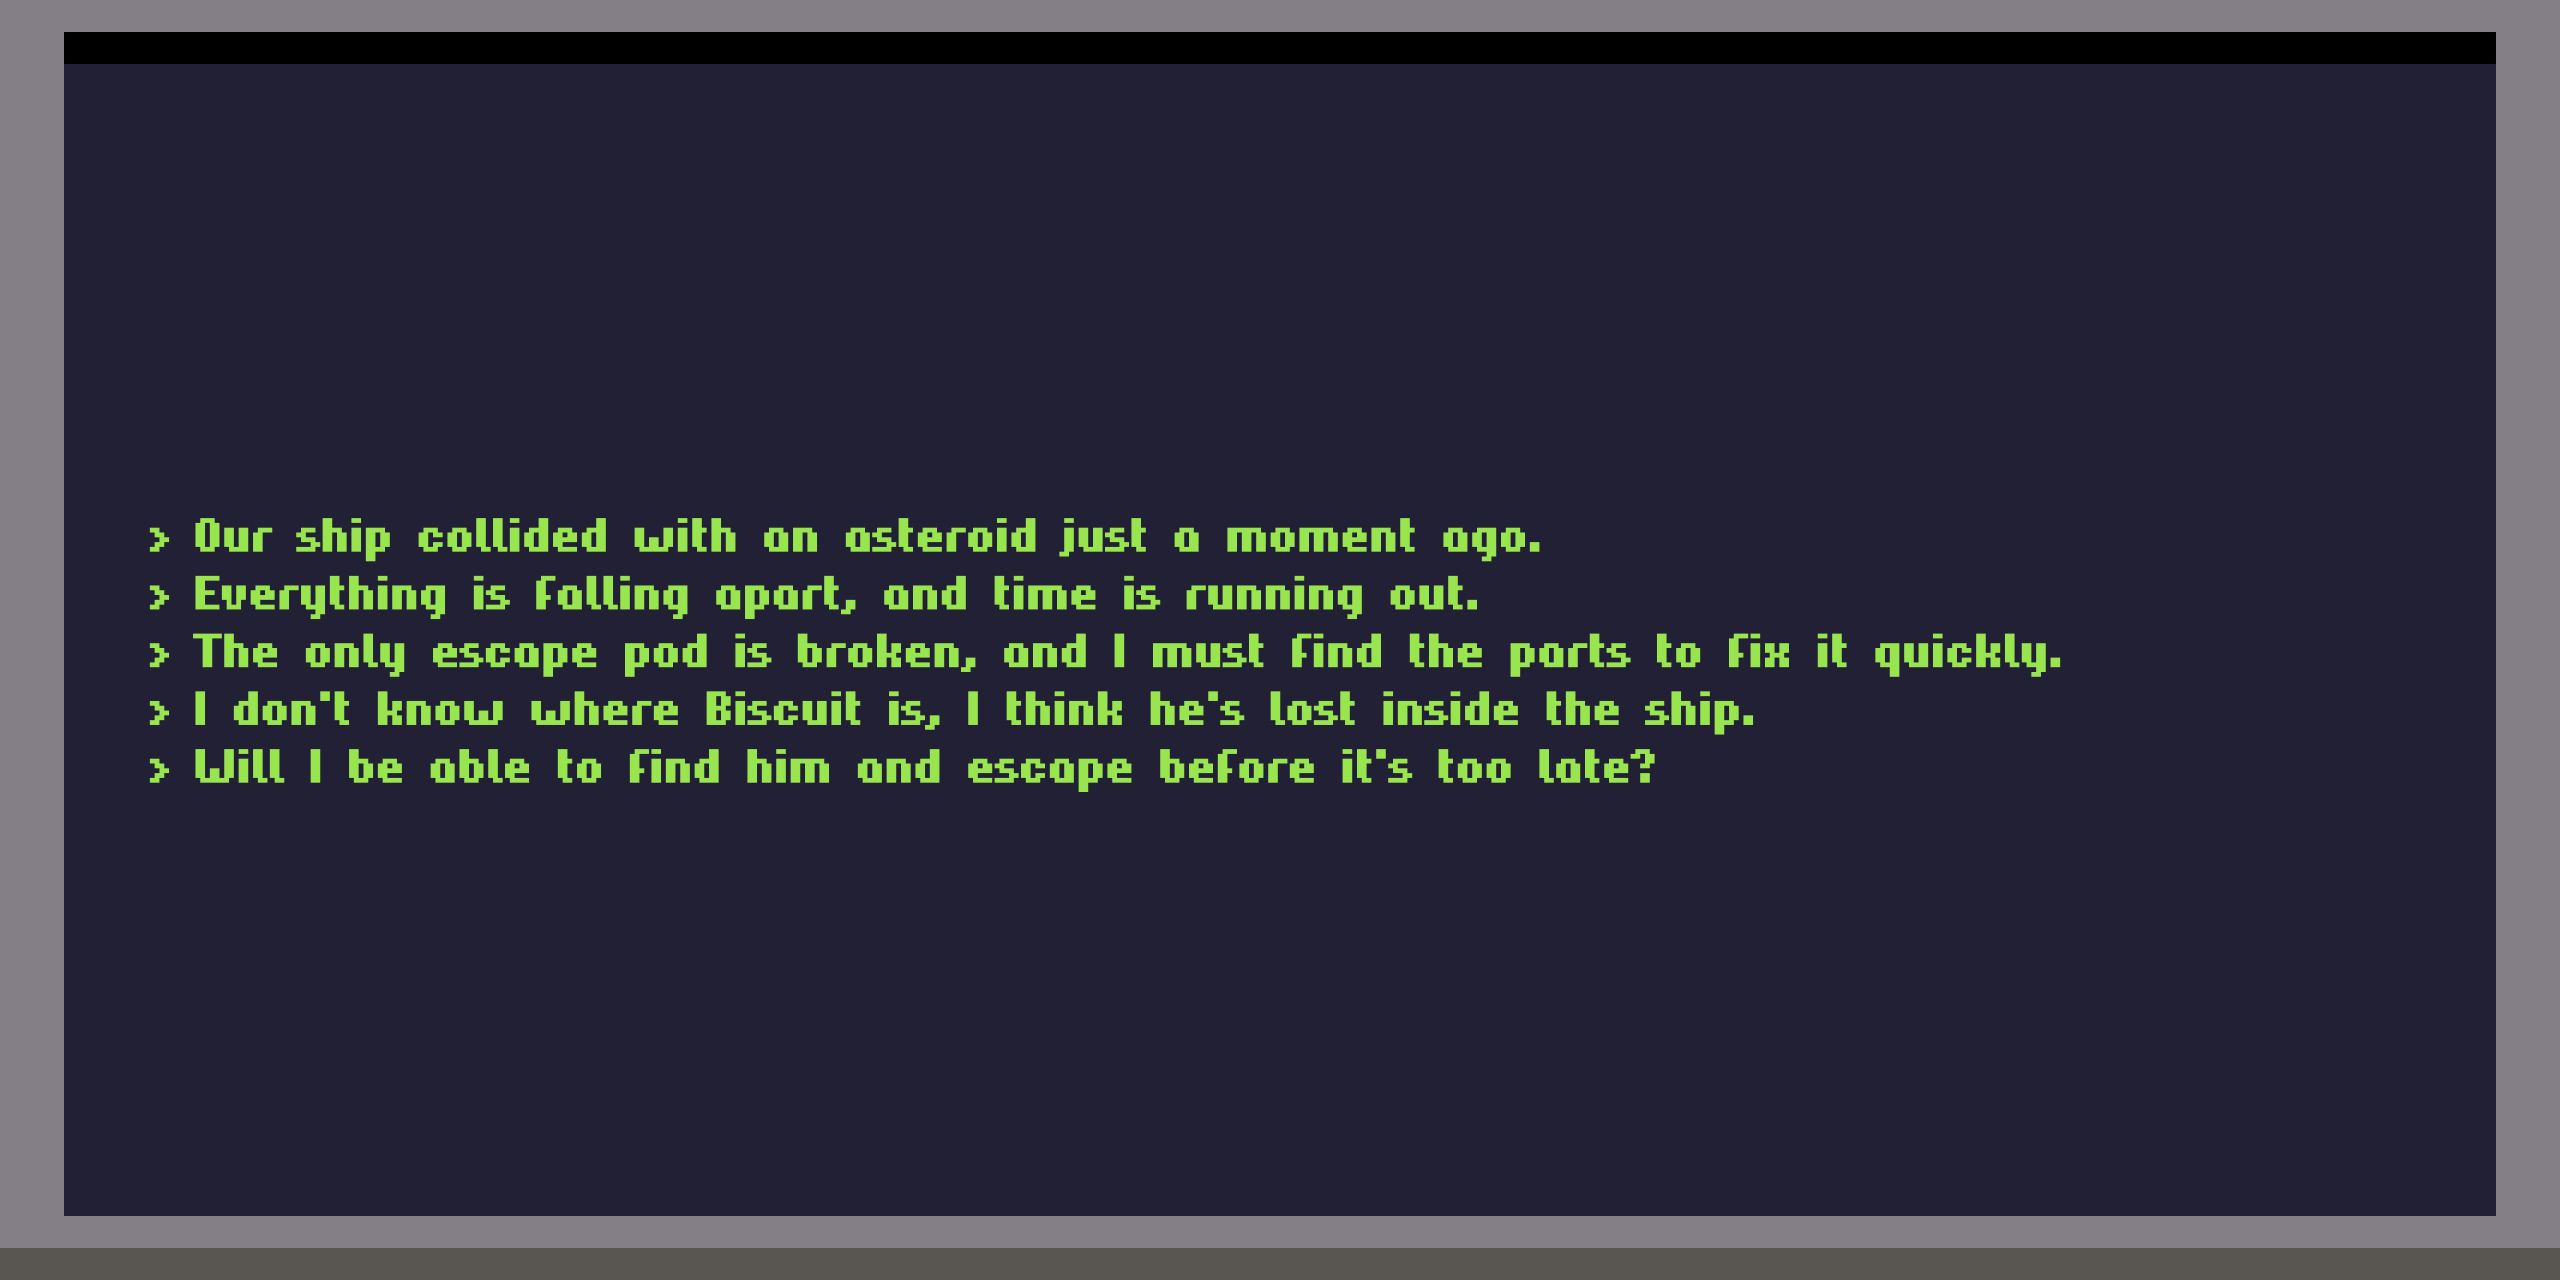 > Our ship collided with an asteroid just a moment ago.
> Everything is falling apart, and time is running out.
> The only escape pod is broken, and I must find the parts to fix it quickly.
> I don't know where Biscuit is, I think he's lost inside the ship.
> Will I be able to find him and escape before it's too late?